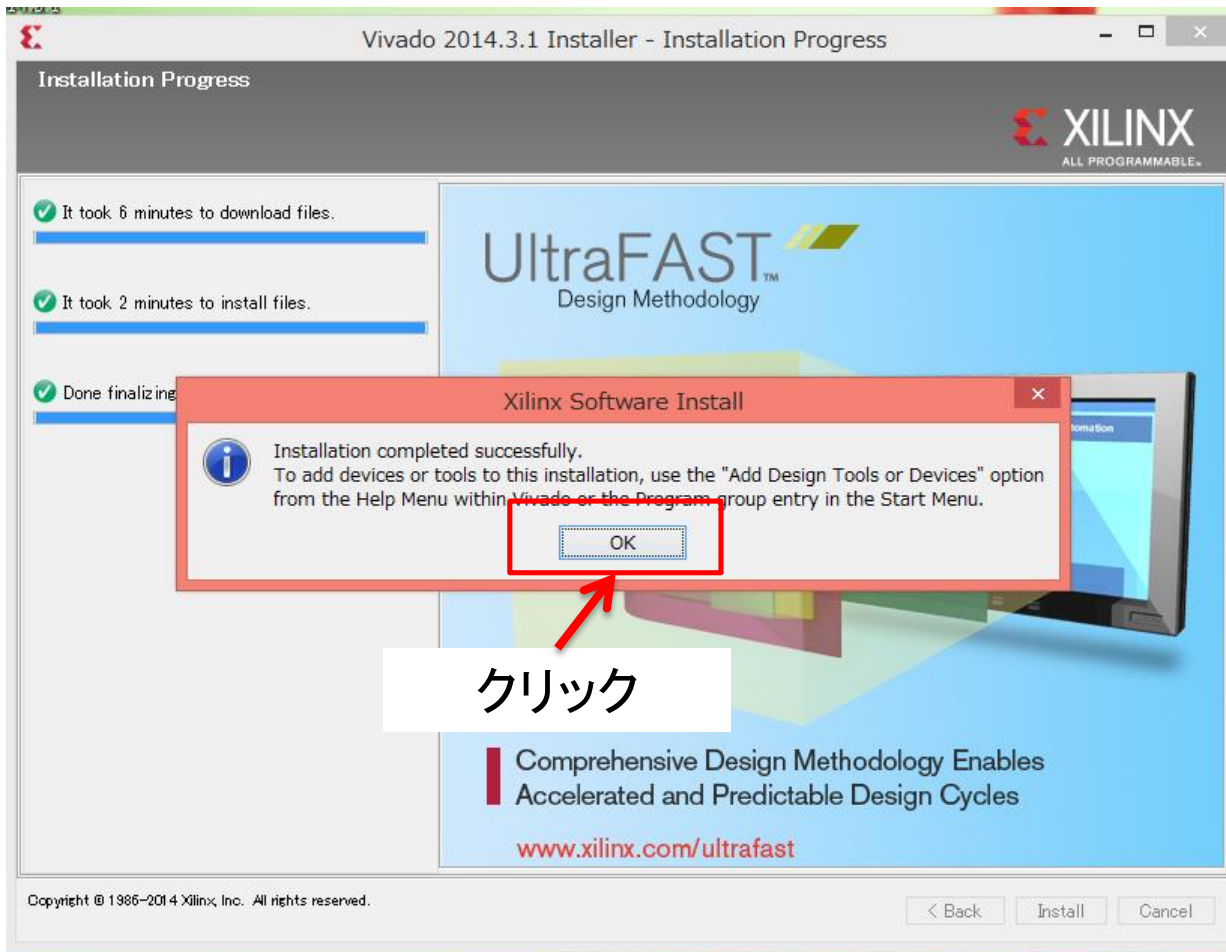 Vivado 2014.3.1 Installer - Installation Progress
Installation Progress
XILINX
ALL PROGRAMMABLE™
It took 6 minutes to download files.
It took 2 minutes to install files.
Done finalizing
UltraFAST™
Design Methodology
Xilinx Software Install
Installation completed successfully.
To add devices or tools to this installation, use the "Add Design Tools or Devices" option
from the Help Menu within Vivado or the Program group entry in the Start Menu.
OK
クリック
Comprehensive Design Methodology Enables
Accelerated and Predictable Design Cycles
www.xilinx.com/ultrafast
Copyright © 1986-2014 Xilinx, Inc. All rights reserved.
< Back
Install
Cancel